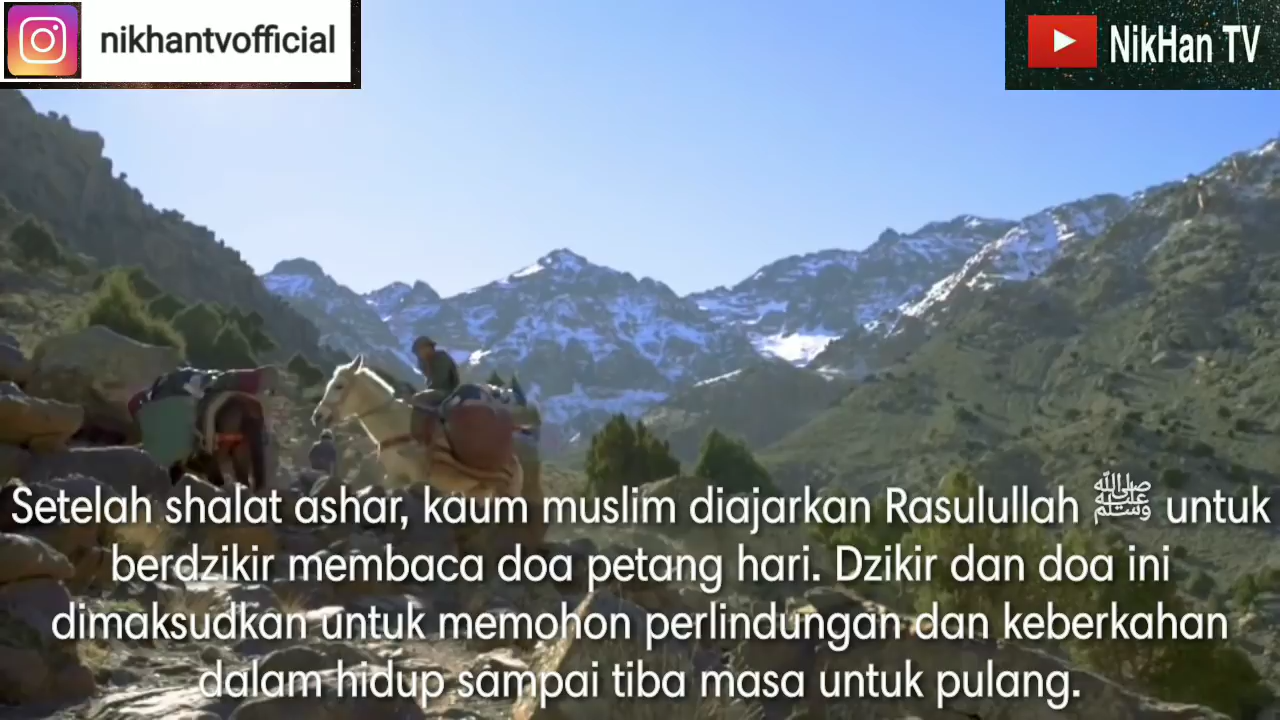 nikhantvofficial
NikHan TV
Setelah shalat ashar, kaum muslim diajarkan Rasulullah ﷺ untuk
berdzikir membaca doa petang hari. Dzikir dan doa ini
dimaksudkan untuk memohon perlindungan dan keberkahan
dalam hidup sampai tiba masa untuk pulang.